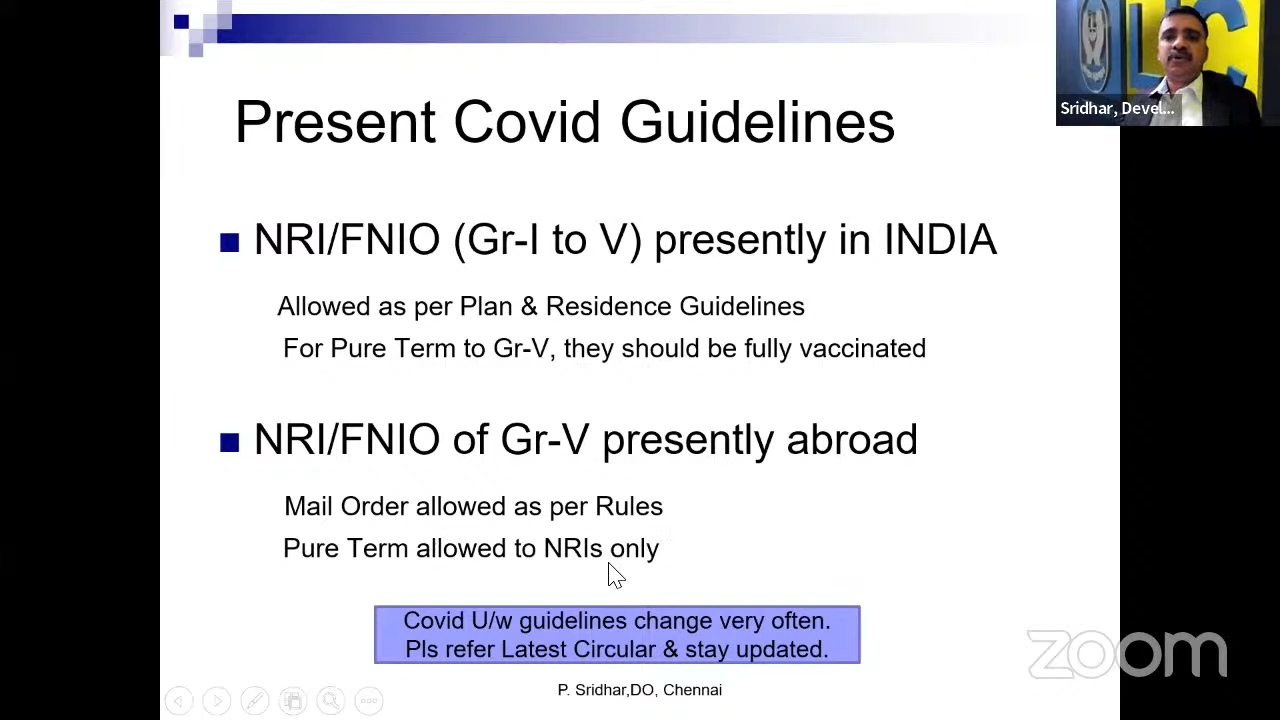 Present Covid Guidelines
NRI/FNIO (Gr-I to V) presently in INDIA
Allowed as per Plan & Residence Guidelines
For Pure Term to Gr-V, they should be fully vaccinated
NRI/FNIO of Gr-V presently abroad
Mail Order allowed as per Rules
Pure Term allowed to NRIs only
Covid U/w guidelines change very often.
Pls refer Latest Circular & stay updated.
P. Sridhar,DO, Chennai
LIC
Sridhar, Devel...
zoom